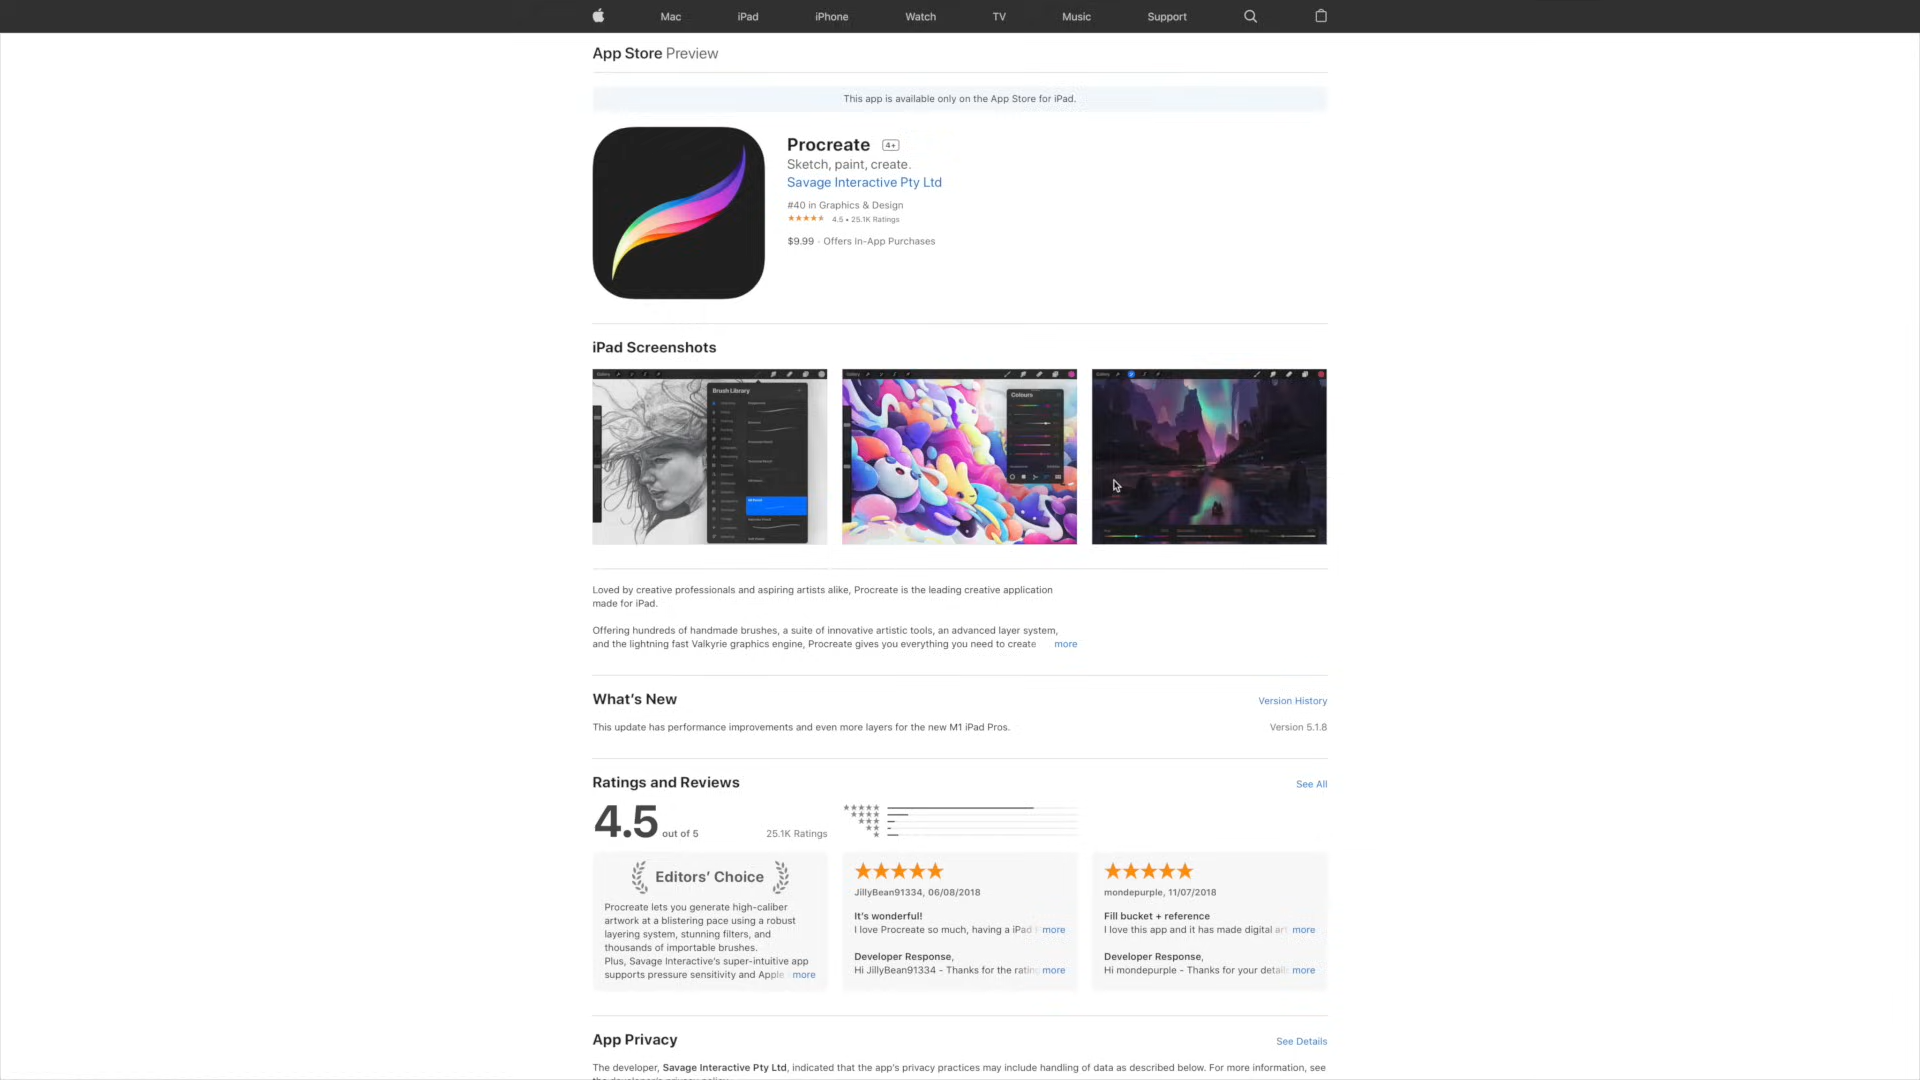 Mac iPad iPhone Watch TV Music Support
App Store Preview
This app is available only on the App Store for iPad.
Procreate 4+
Sketch, paint, create.
Savage Interactive Pty Ltd
#40 in Graphics & Design
★★★★★ 4.5 • 25.1K Ratings
$9.99 · Offers In-App Purchases
iPad Screenshots
Gallery
Brush Library
Gallery
Colours
Gallery
Loved by creative professionals and aspiring artists alike, Procreate is the leading creative application
made for iPad.
Offering hundreds of handmade brushes, a suite of innovative artistic tools, an advanced layer system,
and the lightning fast Valkyrie graphics engine, Procreate gives you everything you need to create more
What's New Version History
This update has performance improvements and even more layers for the new M1 iPad Pros. Version 5.1.8
Ratings and Reviews See All
4.5 out of 5 25.1K Ratings
Editors' Choice
Procreate lets you generate high-caliber
artwork at a blistering pace using a robust
layering system, stunning filters, and
thousands of importable brushes.
Plus, Savage Interactive's super-intuitive app
supports pressure sensitivity and Apple more
★★★★★
JillyBean91334, 06/08/2018
It's wonderful!
I love Procreate so much, having a iPad more
Developer Response,
Hi JillyBean91334 - Thanks for the rating more
★★★★★
mondepurple, 11/07/2018
Fill bucket + reference
I love this app and it has made digital art more
Developer Response,
Hi mondepurple - Thanks for your detail more
App Privacy See Details
The developer, Savage Interactive Pty Ltd, indicated that the app's privacy practices may include handling of data as described below. For more information, see